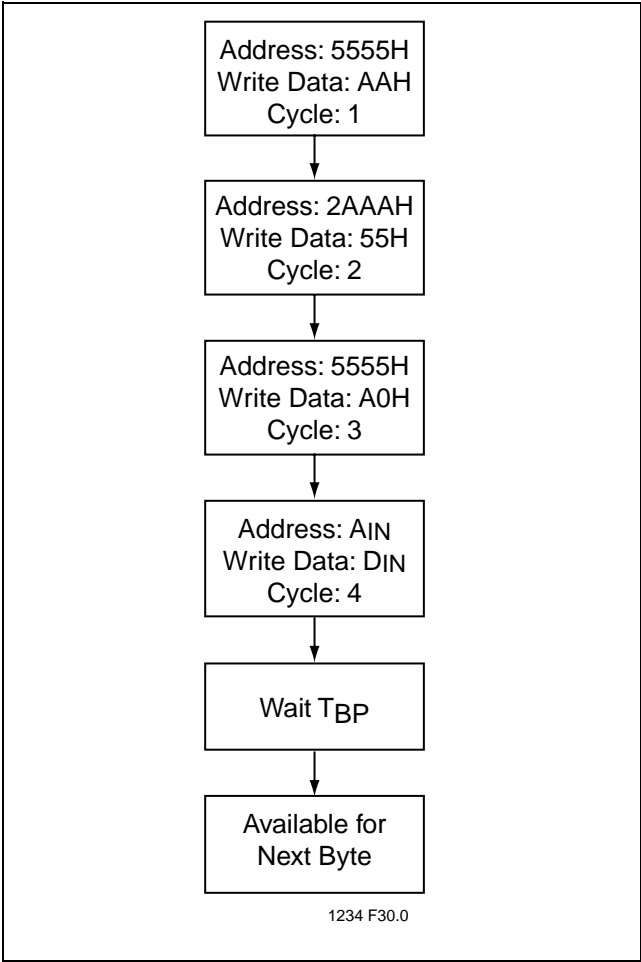 Address: 5555H
Write Data: AAH
Cycle: 1
Address: 2AAAH
Write Data: 55H
Cycle: 2
Address: 5555H
Write Data: A0H
Cycle: 3
Address: AIN
Write Data: DIN
Cycle: 4
Wait TBP
Available for
Next Byte
1234 F30.0